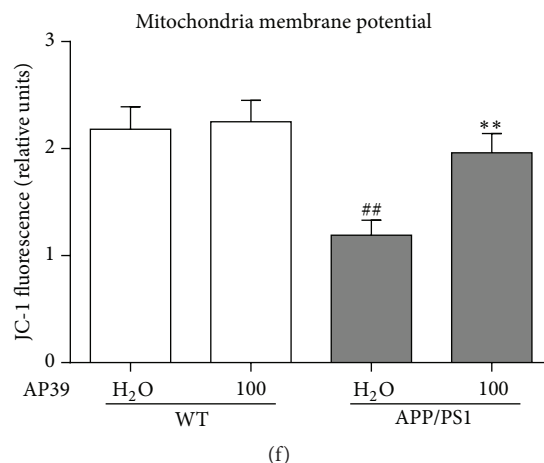 Mitochondria membrane potential
JC-1 fluorescence (relative units)
3
2
1
0
##
**
AP39 H₂O 100 H₂O 100
WT APP/PS1
(f)